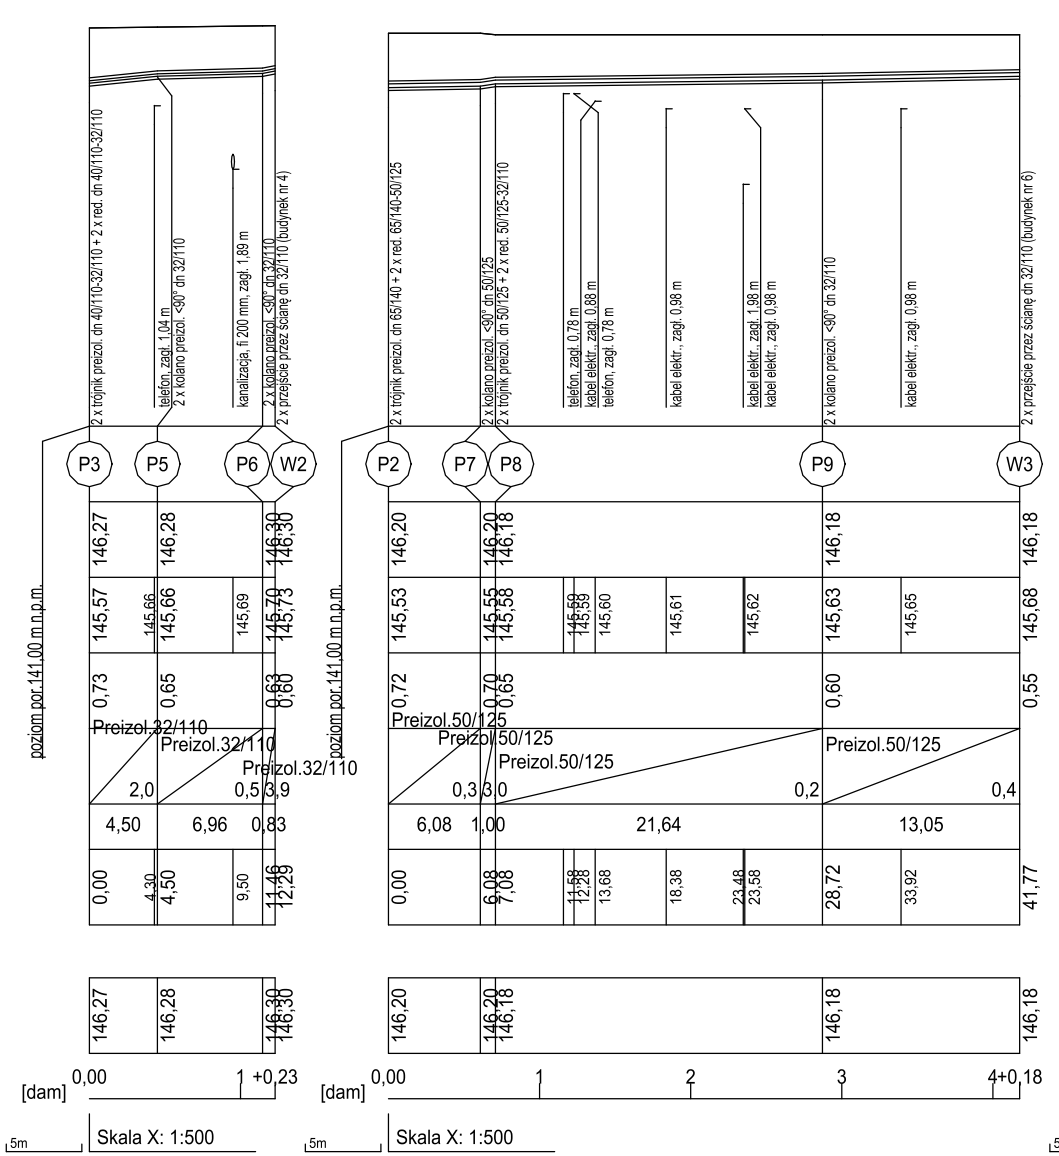 2 x trójnik preizol. dn 40/110-32/110 + 2 x red. dn 40/110-32/110
telefon, zagł. 1,04 m
2 x kolano preizol. <90° dn 32/110
kanalizacja, fi 200 mm, zagł. 1,89 m
2 x kolano preizol. <90° dn 32/110
2 x przejście przez ścianę dn 32/110 (budynek nr 4)
P3
P5
P6
W2
poziom por.141,00 m n.p.m.
146,27
146,28
146,30
146,30
145,57
145,66
145,66
145,69
145,70
145,73
0,73
0,65
0,63
0,60
Preizol.32/110
Preizol.32/110
Preizol.32/110
2,0
0,5
3,9
4,50
6,96
0,83
0,00
4,30
4,50
9,50
11,46
12,29
146,27
146,28
146,30
146,30
0,00
1
+0,23
[dam]
5m
Skala X: 1:500
2 x trójnik preizol. dn 65/140 + 2 x red. 65/140-50/125
2 x kolano preizol. <90° dn 50/125
2 x trójnik preizol. dn 50/125 + 2 x red. 50/125-32/110
telefon, zagł. 0,78 m
kabel elektr., zagł. 0,88 m
telefon, zagł. 0,78 m
kabel elektr., zagł. 0,98 m
kabel elektr., zagł. 1,98 m
kabel elektr., zagł. 0,98 m
2 x kolano preizol. <90° dn 32/110
kabel elektr., zagł. 0,98 m
2 x przejście przez ścianę dn 32/110 (budynek nr 6)
P2
P7
P8
P9
W3
poziom por.141,00 m n.p.m.
146,20
146,20
146,18
146,18
146,18
145,53
145,55
145,58
145,59
145,59
145,60
145,61
145,62
145,63
145,65
145,68
0,72
0,70
0,65
0,60
0,55
Preizol.50/125
Preizol.50/125
Preizol.50/125
Preizol.50/125
0,3
3,0
0,2
0,4
6,08
1,00
21,64
13,05
0,00
6,08
7,08
11,58
12,28
13,68
18,38
23,48
23,58
28,72
33,92
41,77
146,20
146,20
146,18
146,18
146,18
0,00
1
2
3
4+0,18
[dam]
5m
Skala X: 1:500